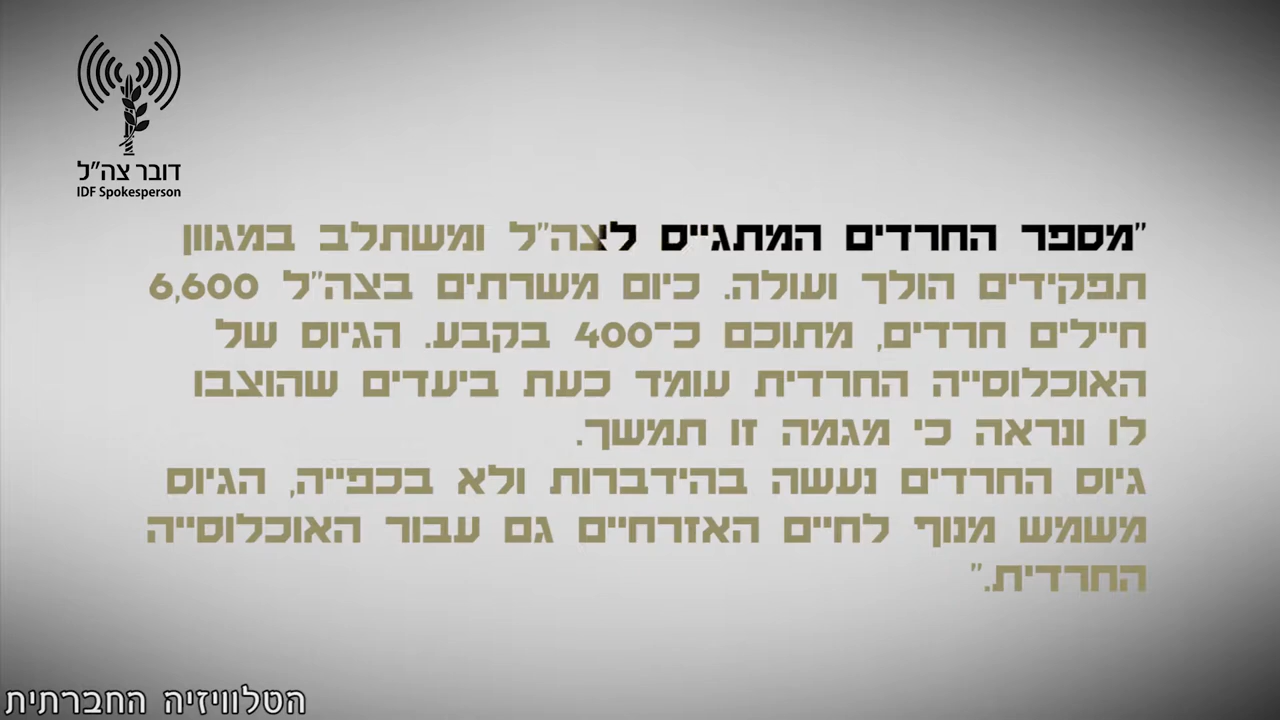 דובר צה"ל
IDF Spokesperson
"מספר החרדים המתגייס לצה"ל ומשתלב במגוון
תפקידים הולך ועולה. כיום משרתים בצה"ל 6,600
חיילים חרדים, מתוכם כ-400 בקבע. הגיוס של
האוכלוסייה החרדית עומד כעת ביעדים שהוצבו
לו ונראה כי מגמה זו תמשך.
גיוס החרדים נעשה בהידברות ולא בכפייה, הגיוס
משמש מנוף לחיים האזרחיים גם עבור האוכלוסייה
החרדית."
הטלוויזיה החברתית